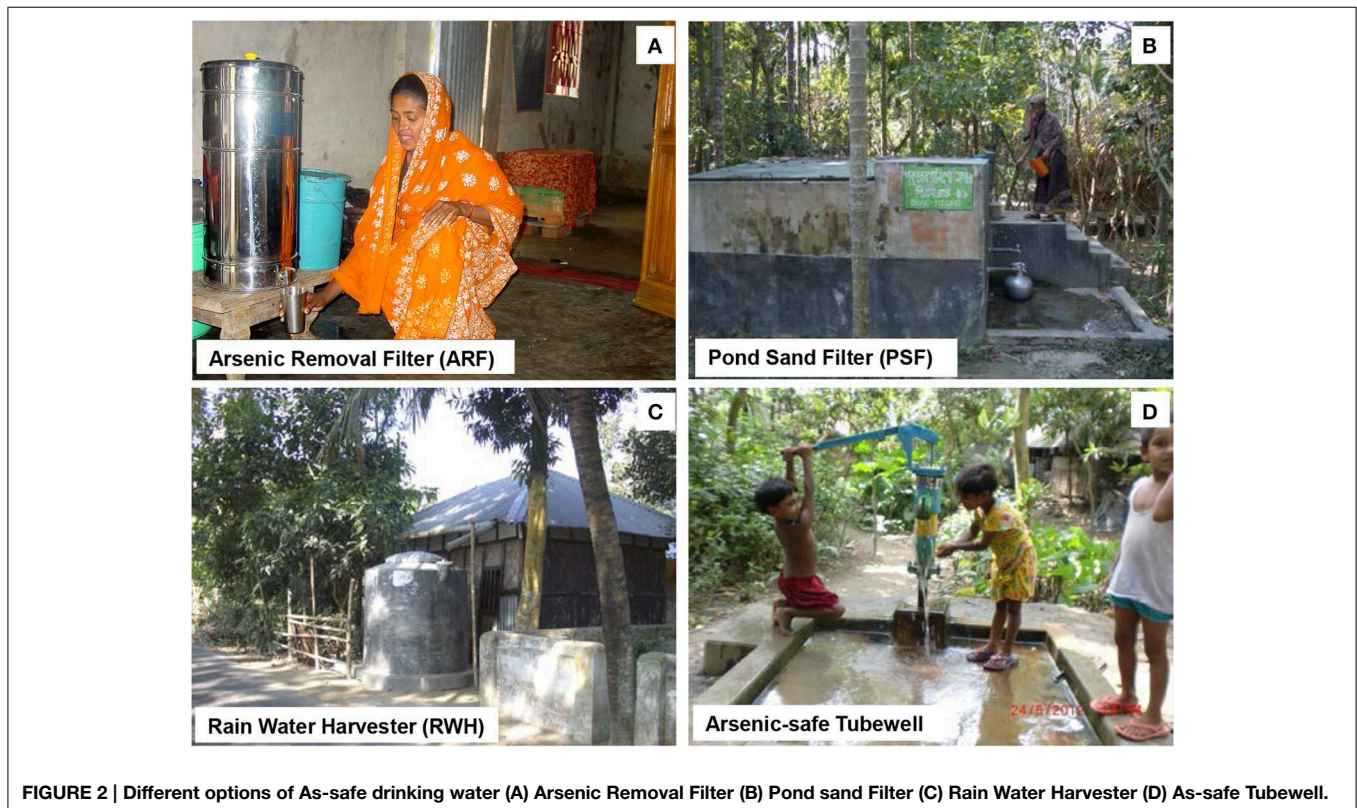 A
Arsenic Removal Filter (ARF)
B
Pond Sand Filter (PSF)
C
Rain Water Harvester (RWH)
D
24/5/2012
Arsenic-safe Tubewell
FIGURE 2 | Different options of As-safe drinking water (A) Arsenic Removal Filter (B) Pond sand Filter (C) Rain Water Harvester (D) As-safe Tubewell.